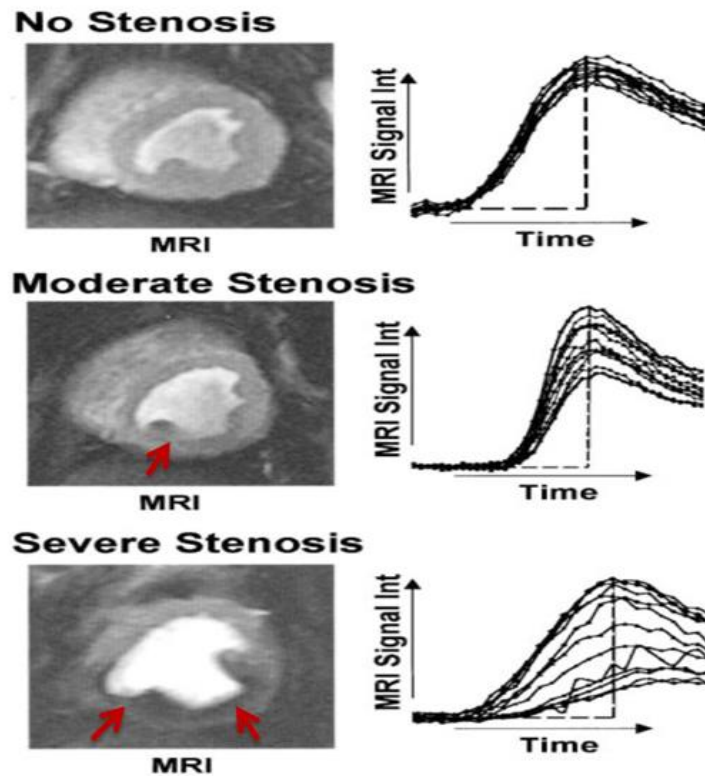 No Stenosis
MRI Signal Int
MRI
Time
Moderate Stenosis
MRI Signal Int
MRI
Time
Severe Stenosis
MRI Signal Int
MRI
Time